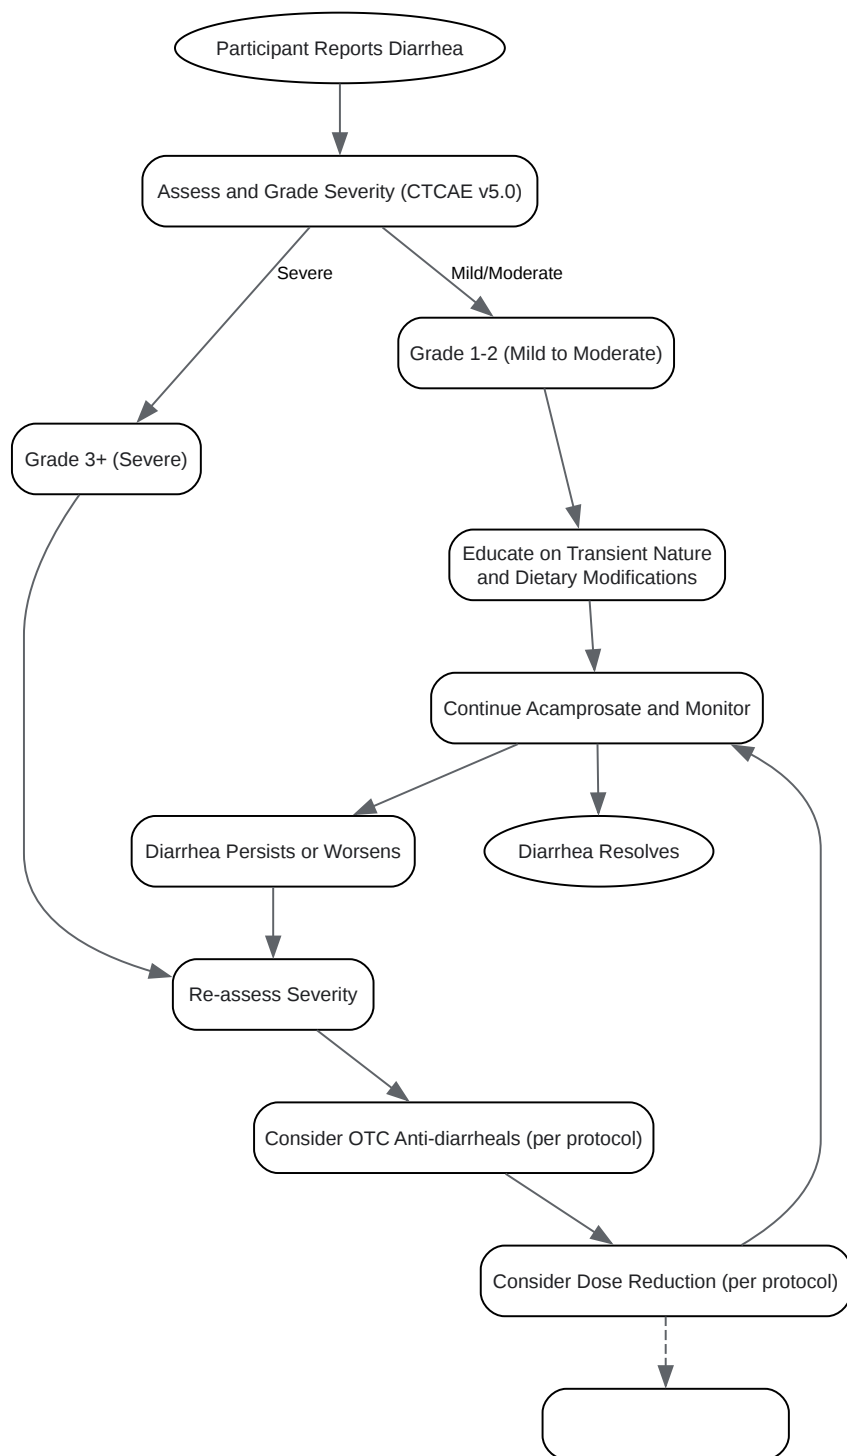 Participant Reports Diarrhea
Assess and Grade Severity (CTCAE v5.0)
Severe
Mild/Moderate
Grade 1-2 (Mild to Moderate)
Grade 3+ (Severe)
Educate on Transient Nature
and Dietary Modifications
Continue Acamprosate and Monitor
Diarrhea Persists or Worsens
Diarrhea Resolves
Re-assess Severity
Consider OTC Anti-diarrheals (per protocol)
Consider Dose Reduction (per protocol)